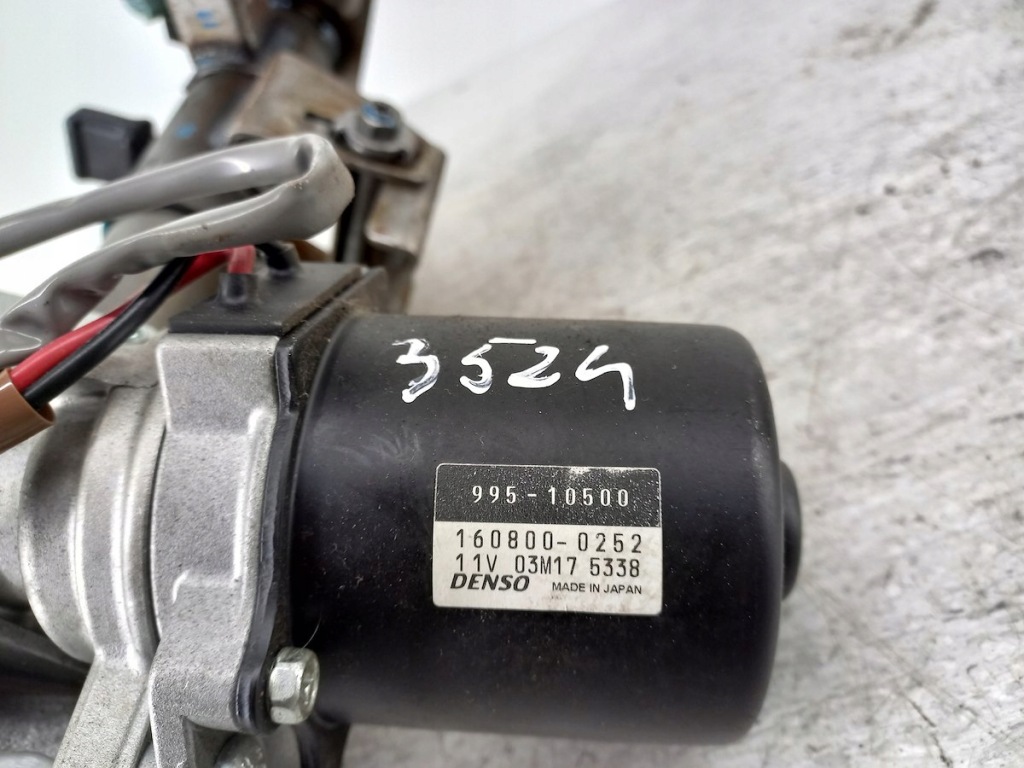 3524
995-10500
160800-0252
11V 03M17 5338
DENSO MADE IN JAPAN